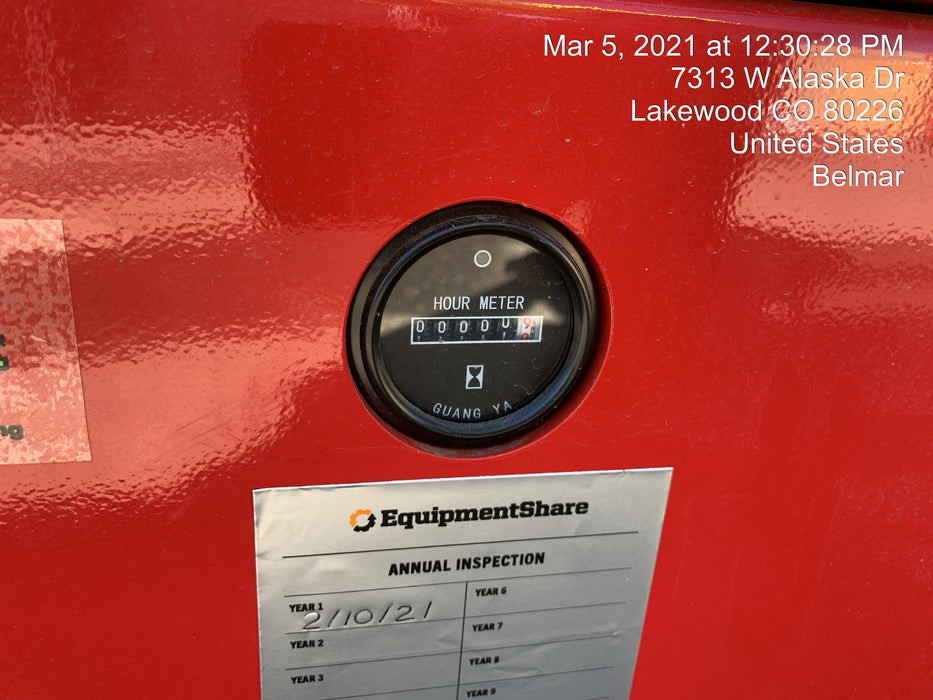 Mar 5, 2021 at 12:30:28 PM
7313 W Alaska Dr
Lakewood CO 80226
United States
Belmar
HOUR METER
00000 9
GUANG YA
EquipmentShare
ANNUAL INSPECTION
YEAR 1
2/10/21
YEAR 2
YEAR 3
YEAR 6
YEAR 7
YEAR 8
YEAR 9